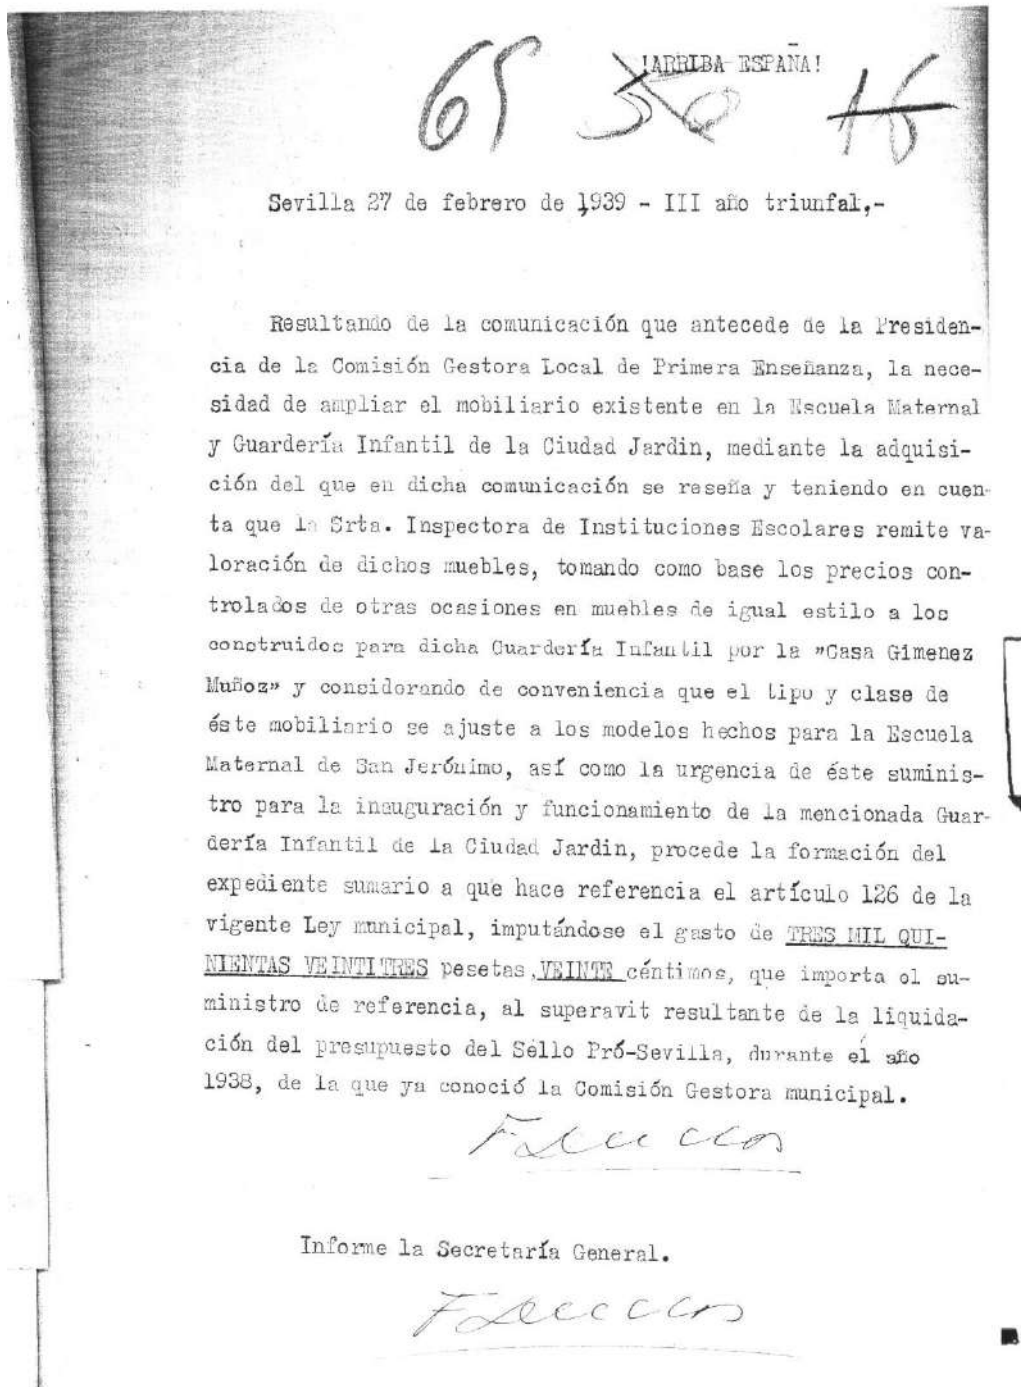 ¡ARRIBA ESPAÑA!
65 50 16
Sevilla 27 de febrero de 1939 - III año triunfal,-
Resultando de la comunicación que antecede de la Presiden-
cia de la Comisión Gestora Local de Primera Enseñanza, la nece-
sidad de ampliar el mobiliario existente en la Escuela Maternal
y Guardería Infantil de la Ciudad Jardin, mediante la adquisi-
ción del que en dicha comunicación se reseña y teniendo en cuen-
ta que la Srta. Inspectora de Instituciones Escolares remite va-
loración de dichos muebles, tomando como base los precios con-
trolados de otras ocasiones en muebles de igual estilo a los
construidos para dicha Guardería Infantil por la "Casa Gimenez
Muñoz" y considerando de conveniencia que el tipo y clase de
éste mobiliario se ajuste a los modelos hechos para la Escuela
Maternal de San Jerónimo, así como la urgencia de éste suminis-
tro para la inauguración y funcionamiento de la mencionada Guar-
dería Infantil de la Ciudad Jardin, procede la formación del
expediente sumario a que hace referencia el artículo 126 de la
vigente Ley municipal, imputándose el gasto de TRES MIL QUI-
NIENTAS VEINTITRES pesetas,VEINTE céntimos, que importa el su-
ministro de referencia, al superavit resultante de la liquida-
ción del presupuesto del Sello Pró-Sevilla, durante el año
1938, de la que ya conoció la Comisión Gestora municipal.
Informe la Secretaría General.